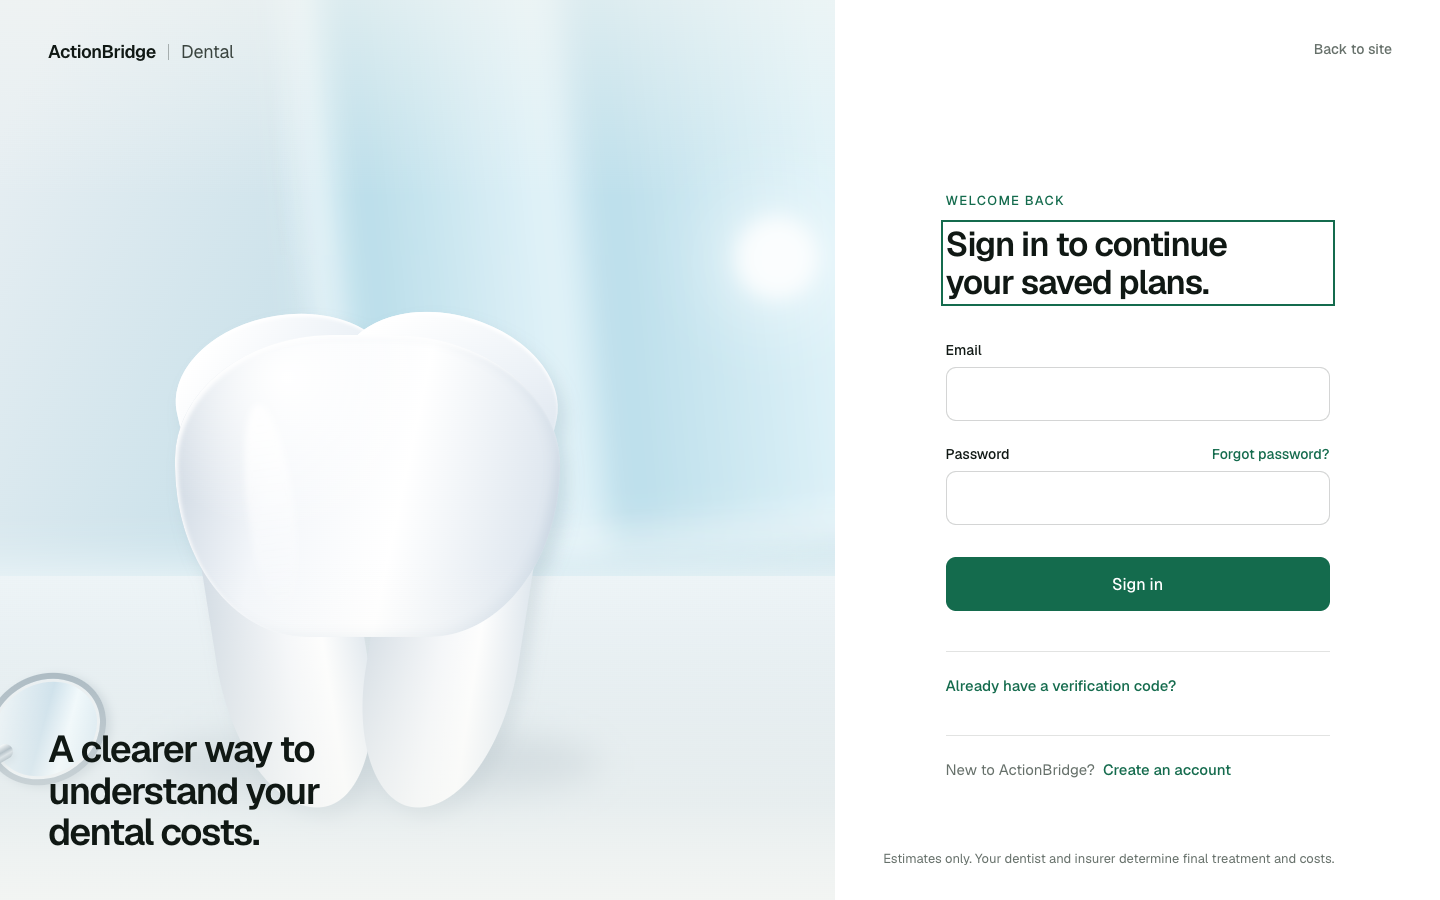 ActionBridge | Dental
A clearer way to
understand your
dental costs.
Back to site
WELCOME BACK
Sign in to continue
your saved plans.
Email
Password
Forgot password?
Sign in
Already have a verification code?
New to ActionBridge? Create an account
Estimates only. Your dentist and insurer determine final treatment and costs.